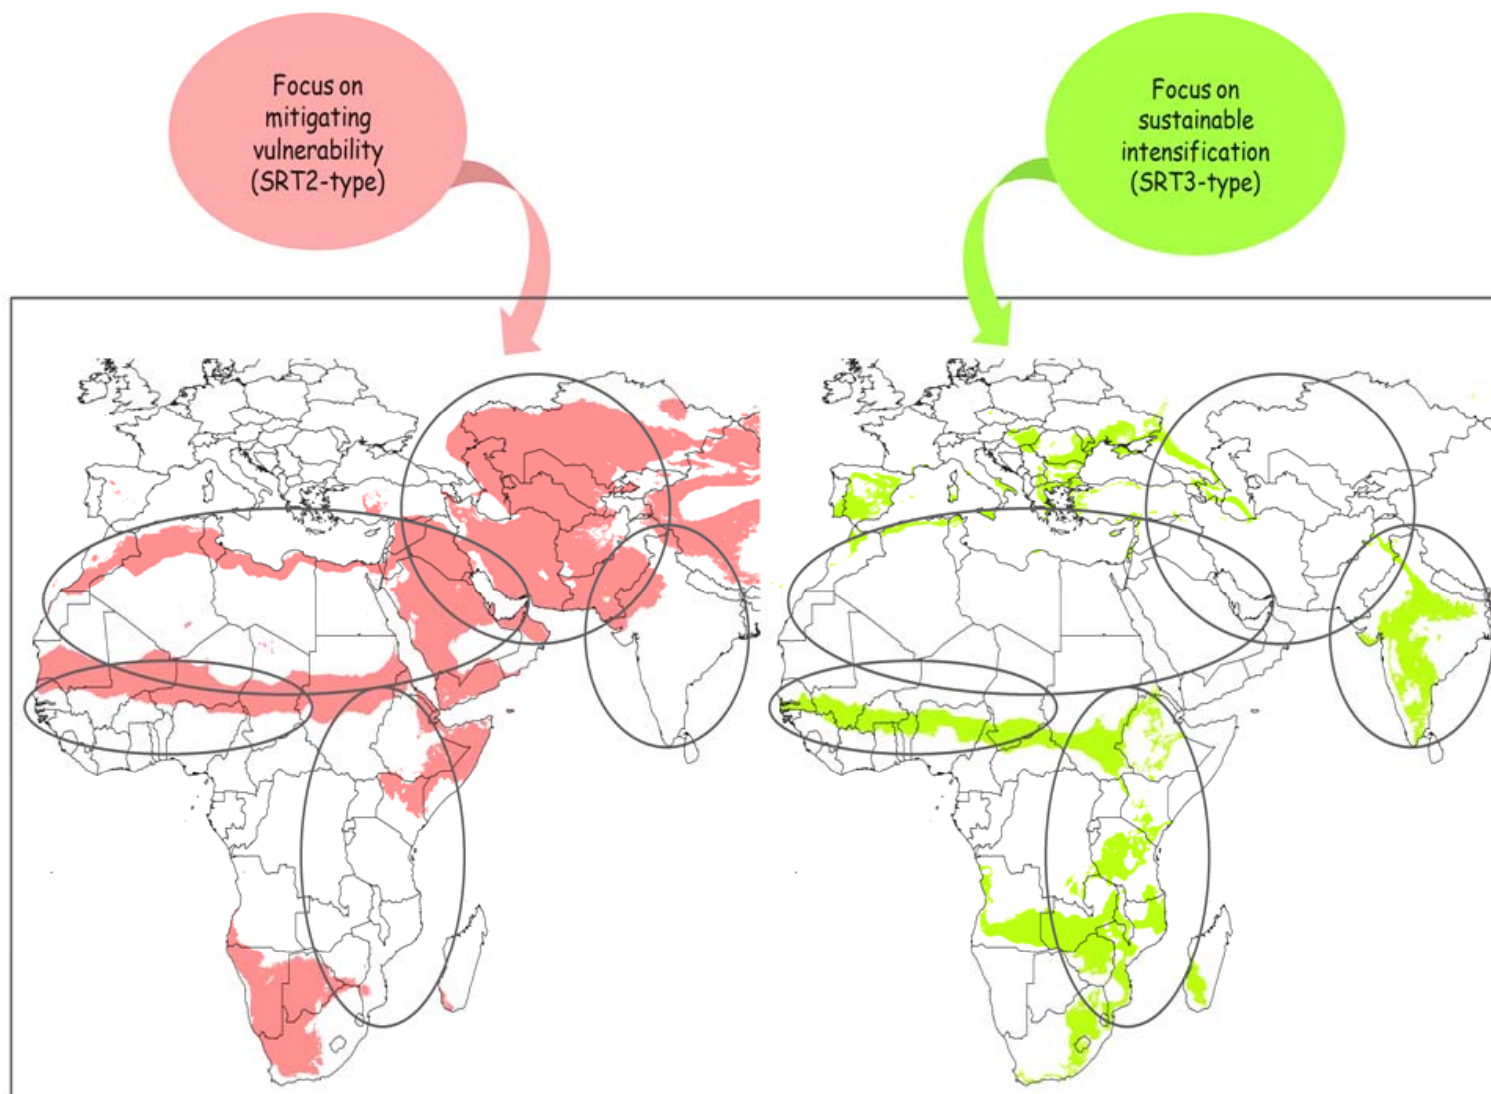 Focus on
mitigating
vulnerability
(SRT2-type)
Focus on
sustainable
intensification
(SRT3-type)